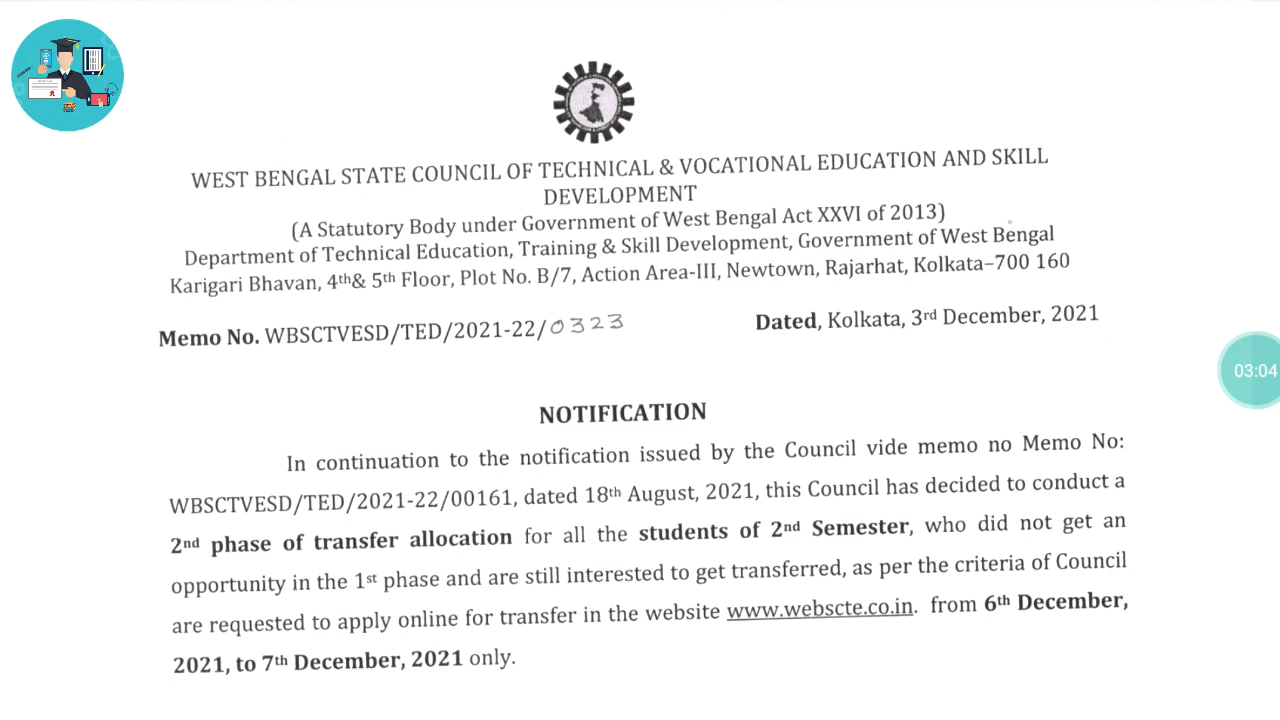 WEST BENGAL STATE COUNCIL OF TECHNICAL & VOCATIONAL EDUCATION AND SKILL
DEVELOPMENT
(A Statutory Body under Government of West Bengal Act XXVI of 2013)
Department of Technical Education, Training & Skill Development, Government of West Bengal
Karigari Bhavan, 4th& 5th Floor, Plot No. B/7, Action Area-III, Newtown, Rajarhat, Kolkata–700 160
Memo No. WBSCTVESD/TED/2021-22/0323 Dated, Kolkata, 3rd December, 2021
03:04
NOTIFICATION
In continuation to the notification issued by the Council vide memo no Memo No:
WBSCTVESD/TED/2021-22/00161, dated 18th August, 2021, this Council has decided to conduct a
2nd phase of transfer allocation for all the students of 2nd Semester, who did not get an
opportunity in the 1st phase and are still interested to get transferred, as per the criteria of Council
are requested to apply online for transfer in the website www.webscte.co.in. from 6th December,
2021, to 7th December, 2021 only.